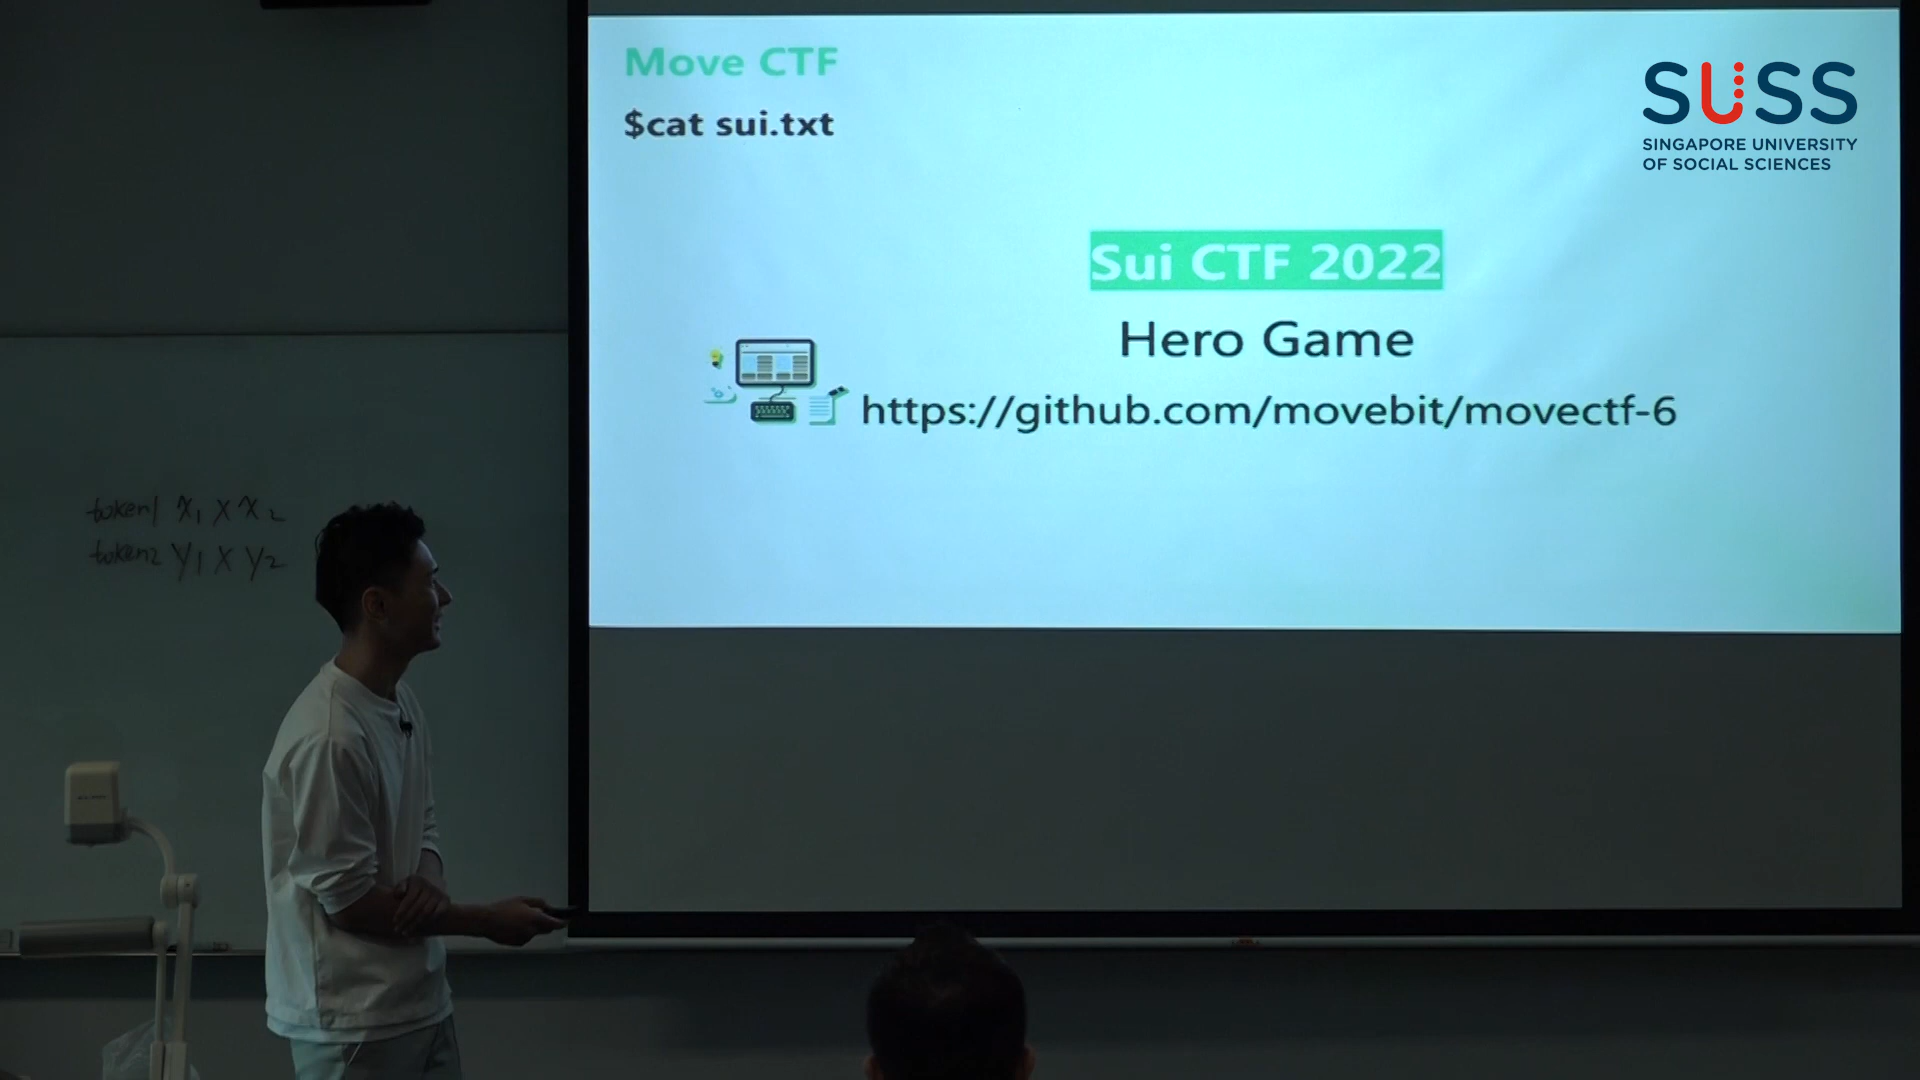 Move CTF
$cat sui.txt
SUSS
SINGAPORE UNIVERSITY
OF SOCIAL SCIENCES
Sui CTF 2022
Hero Game
https://github.com/movebit/movectf-6
token1 x₁ x x₂
token2 y₁ x y₂